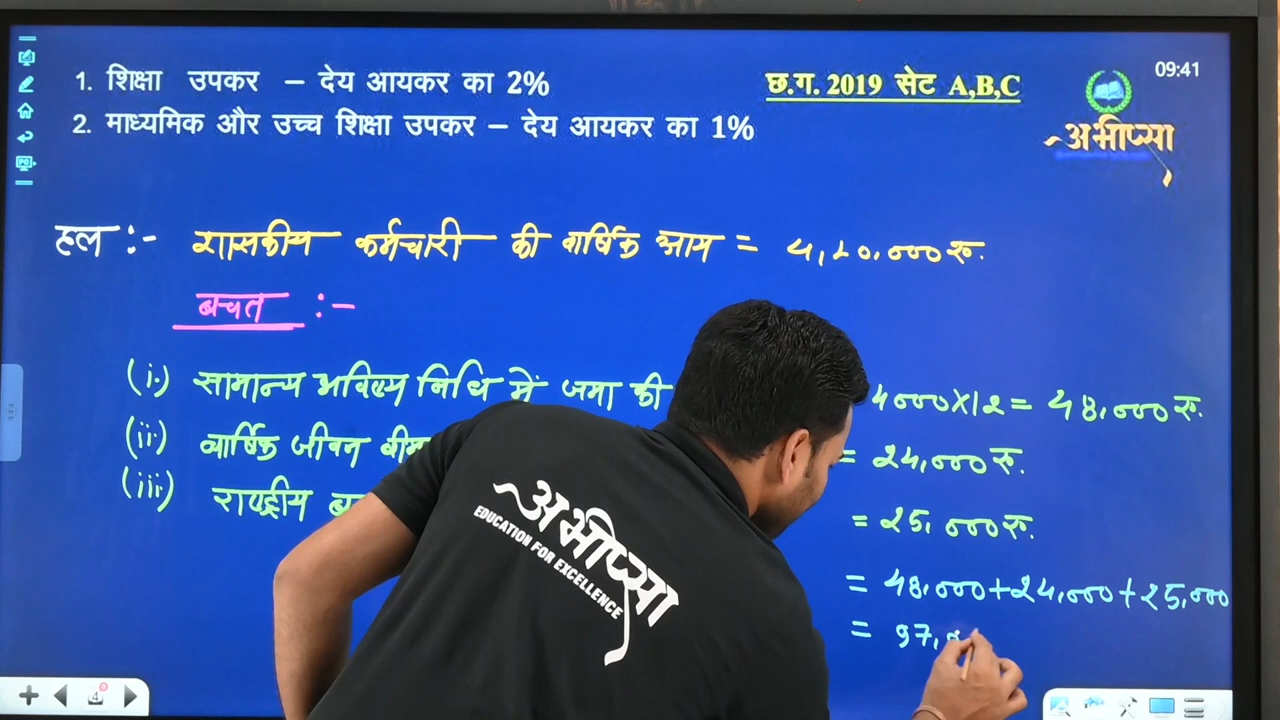 09:41
1. शिक्षा उपकर – देय आयकर का 2%
छ.ग. 2019 सेट A,B,C
2. माध्यमिक और उच्च शिक्षा उपकर – देय आयकर का 1%
अभीप्सा
हल :- शासकीय कर्मचारी की वार्षिक आय = 4,20,000 रु.
बचत :-
(i.) सामान्य भविष्य निधि में जमा की 4000×12 = 48,000 रु.
(ii.) वार्षिक जीवन = 24,000 रु.
(iii) राष्ट्रीय = 25,000 रु.
= 48,000+24,000+25,000
= 97,
अभीप्सा
EDUCATION FOR EXCELLENCE